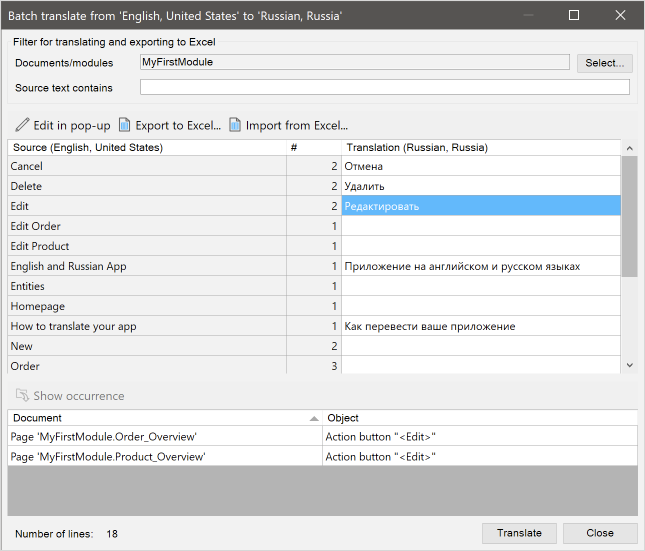 Batch translate from 'English, United States' to 'Russian, Russia'
Filter for translating and exporting to Excel
Documents/modules MyFirstModule Select...
Source text contains
Edit in pop-up Export to Excel... Import from Excel...
Source (English, United States) # Translation (Russian, Russia)
Cancel 2 Отмена
Delete 2 Удалить
Edit 2 Редактировать
Edit Order 1
Edit Product 1
English and Russian App 1 Приложение на английском и русском языках
Entities 1
Homepage 1
How to translate your app 1 Как перевести ваше приложение
New 2
Order 3
Show occurrence
Document Object
Page 'MyFirstModule.Order_Overview' Action button "<Edit>"
Page 'MyFirstModule.Product_Overview' Action button "<Edit>"
Number of lines: 18 Translate Close